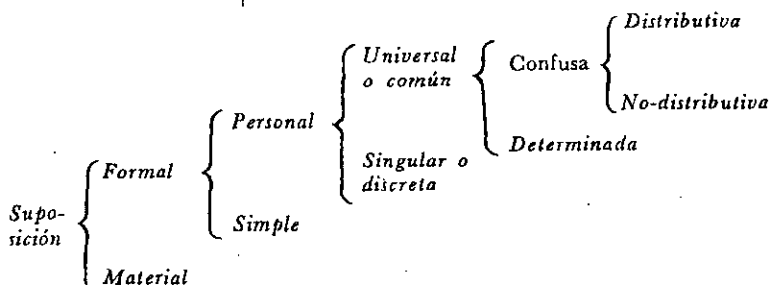 Distributiva
Universal
o común
Confusa
Personal
No-distributiva
Determinada
Singular o
discreta
Formal
Supo-
sición
Simple
Material